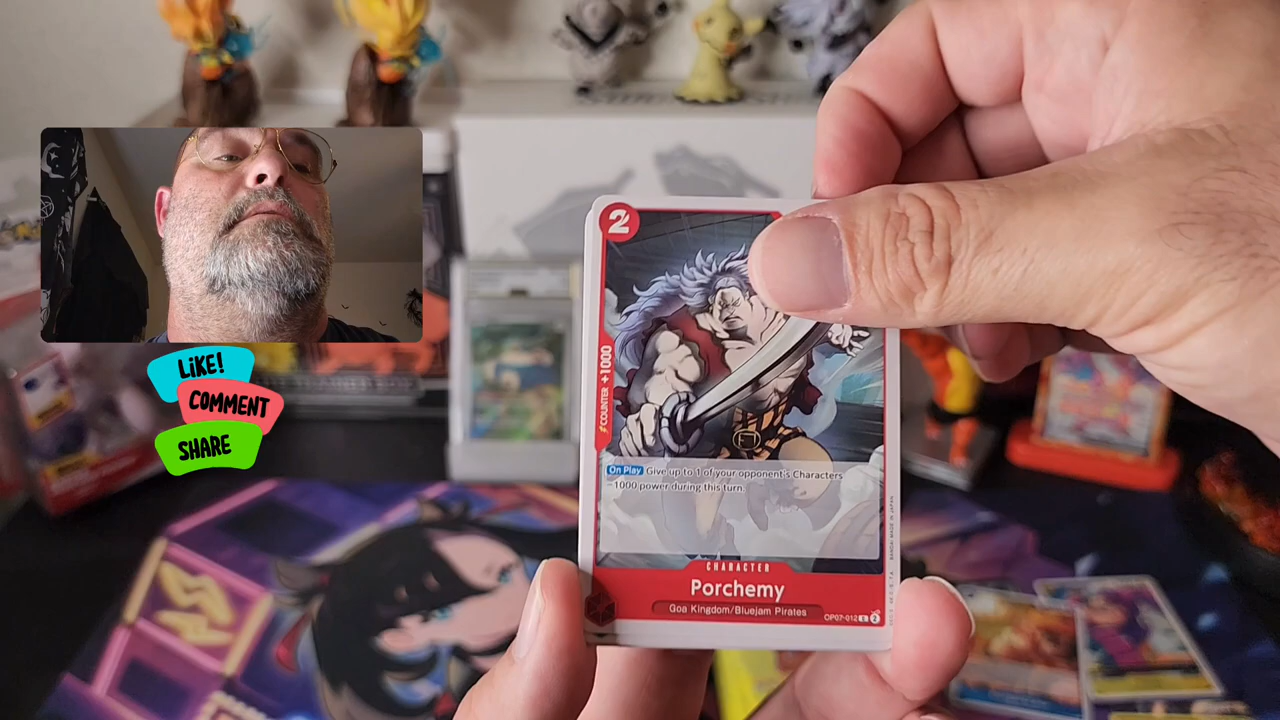 LIKE!
COMMENT
SHARE
2
COUNTER +1000
On Play Give up to 1 of your opponent's Characters
−1000 power during this turn.
CHARACTER
Porchemy
Goa Kingdom/Bluejam Pirates
OP07-012
2